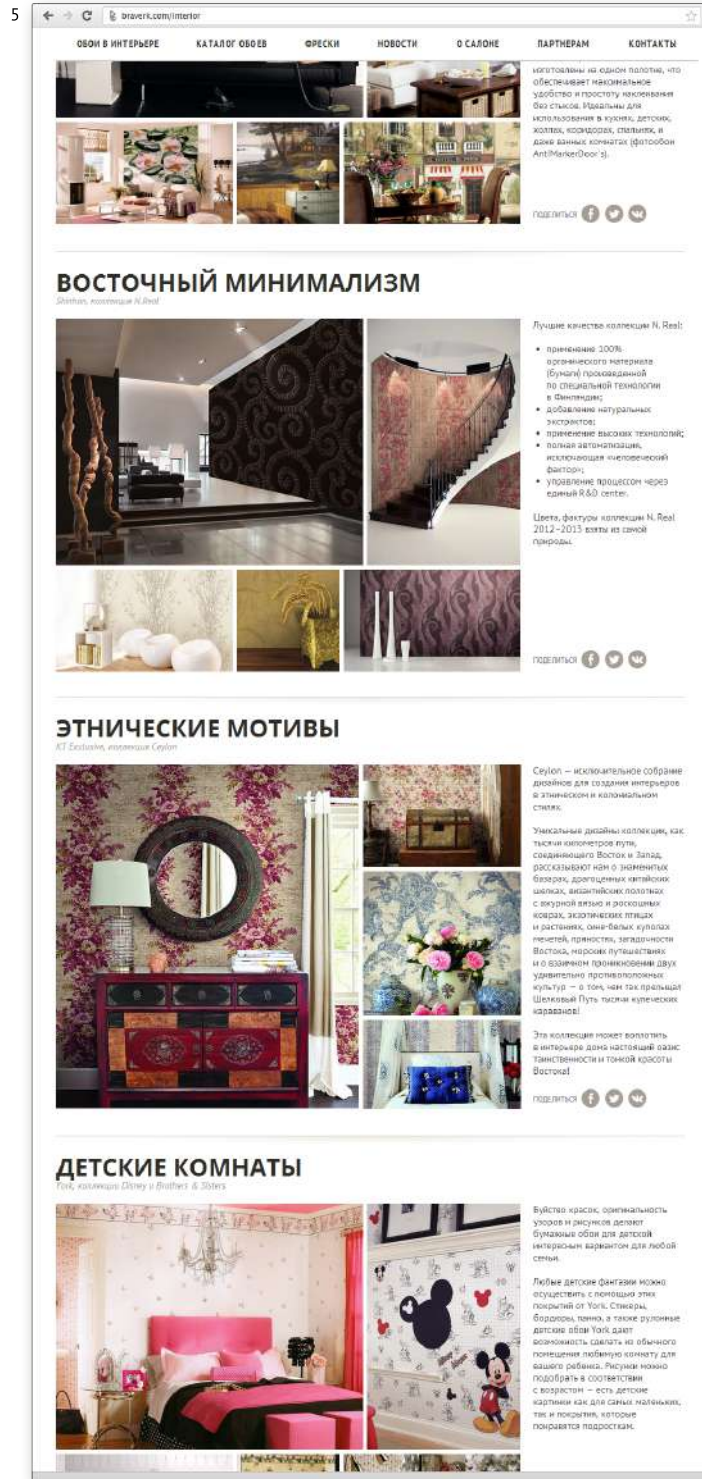 5
braverk.com/interior
ОБОИ В ИНТЕРЬЕРЕ КАТАЛОГ ОБОЕВ ФРЕСКИ НОВОСТИ О САЛОНЕ ПАРТНЕРАМ КОНТАКТЫ
изготовлены на одном полотне, что
обеспечивает максимальное
удобство и простоту наклеивания
без стыков. Идеальны для
использования в кухнях, детских,
холлах, коридорах, спальнях, и
даже ванных комнатах (фотообои
AntiMarkerDoor's).
ПОДЕЛИТЬСЯ
ВОСТОЧНЫЙ МИНИМАЛИЗМ
Shinhan, коллекция N.Real
Лучшие качества коллекции N. Real:
• применение 100%
органического материала
(бумаги) произведенной
по специальной технологии
в Финляндии;
• добавление натуральных
экстрактов;
• применение высоких технологий;
• полная автоматизация,
исключающая «человеческий
фактор»;
• управление процессом через
единый R&D center.
Цвета, фактуры коллекции N. Real
2012–2013 взяты из самой
природы.
ПОДЕЛИТЬСЯ
ЭТНИЧЕСКИЕ МОТИВЫ
KT Exclusive, коллекция Ceylon
Ceylon — исключительное собрание
дизайнов для создания интерьеров
в этническом и колониальном
стилях.
Уникальные дизайны коллекции, как
тысячи километров пути,
соединяющего Восток и Запад,
рассказывают нам о знаменитых
базарах, драгоценных китайских
шелках, византийских полотнах
с ажурной вязью и роскошных
коврах, экзотических птицах
и растениях, сине-белых куполах
мечетей, пряностях, загадочности
Востока, морских путешествиях
и о взаимном проникновении двух
удивительно противоположных
культур — о том, чем так прельщал
Шелковый Путь тысячи купеческих
караванов!
Эта коллекция может воплотить
в интерьере дома настоящий оазис
таинственности и тонкой красоты
Востока!
ПОДЕЛИТЬСЯ
ДЕТСКИЕ КОМНАТЫ
York, коллекции Disney и Brothers & Sisters
Буйство красок, оригинальность
узоров и рисунков делают
бумажные обои для детской
интересным вариантом для любой
семьи.
Любые детские фантазии можно
осуществить с помощью этих
покрытий от York. Стикеры,
бордюры, панно, а также рулонные
детские обои York дают
возможность сделать из обычного
помещения любимую комнату для
вашего ребенка. Рисунки можно
подобрать в соответствии
с возрастом — есть детские
картинки как для самых маленьких,
так и покрытия, которые
понравятся подросткам.